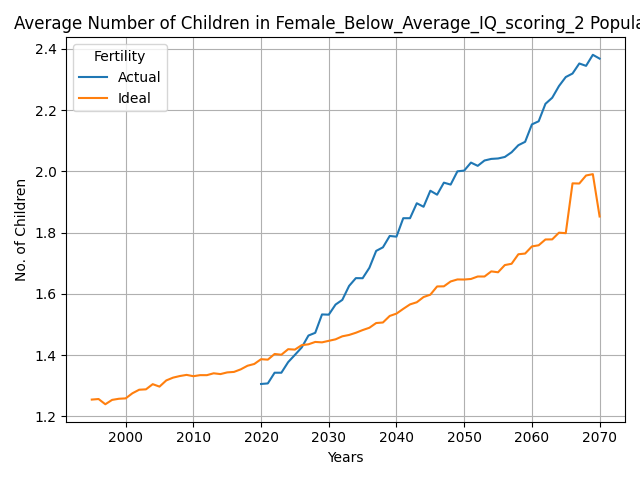 Average Number of Children in Female_Below_Average_IQ_scoring_2 Popula
Fertility
Actual
Ideal
2.4
2.2
2.0
1.8
1.6
1.4
1.2
No. of Children
2000 2010 2020 2030 2040 2050 2060 2070
Years